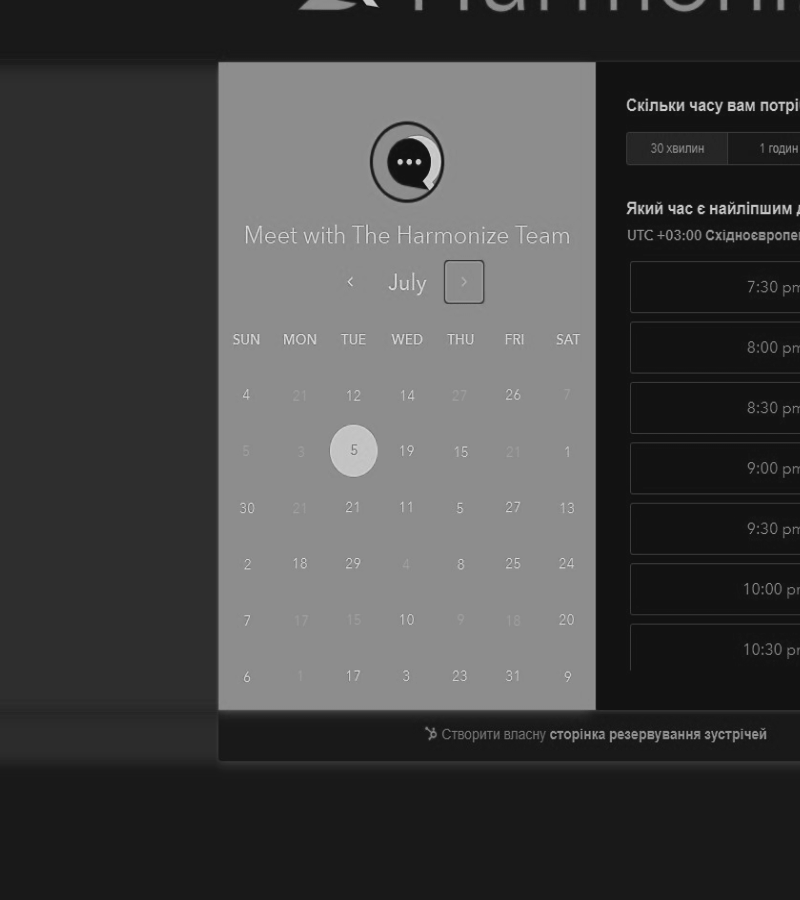 Harmoni
Meet with The Harmonize Team
July
SUN MON TUE WED THU FRI SAT
4 21 12 14 27 26 7
5 3 5 19 15 21 1
30 21 21 11 5 27 13
2 18 29 4 8 25 24
7 17 15 10 9 18 20
6 1 17 3 23 31 9
Скільки часу вам потрі
30 хвилин 1 годин
Який час є найліпшим
UTC +03:00 Східноєвропе
7:30 pm
8:00 pm
8:30 pm
9:00 pm
9:30 pm
10:00 pm
10:30 pm
Створити власну сторінка резервування зустрічей